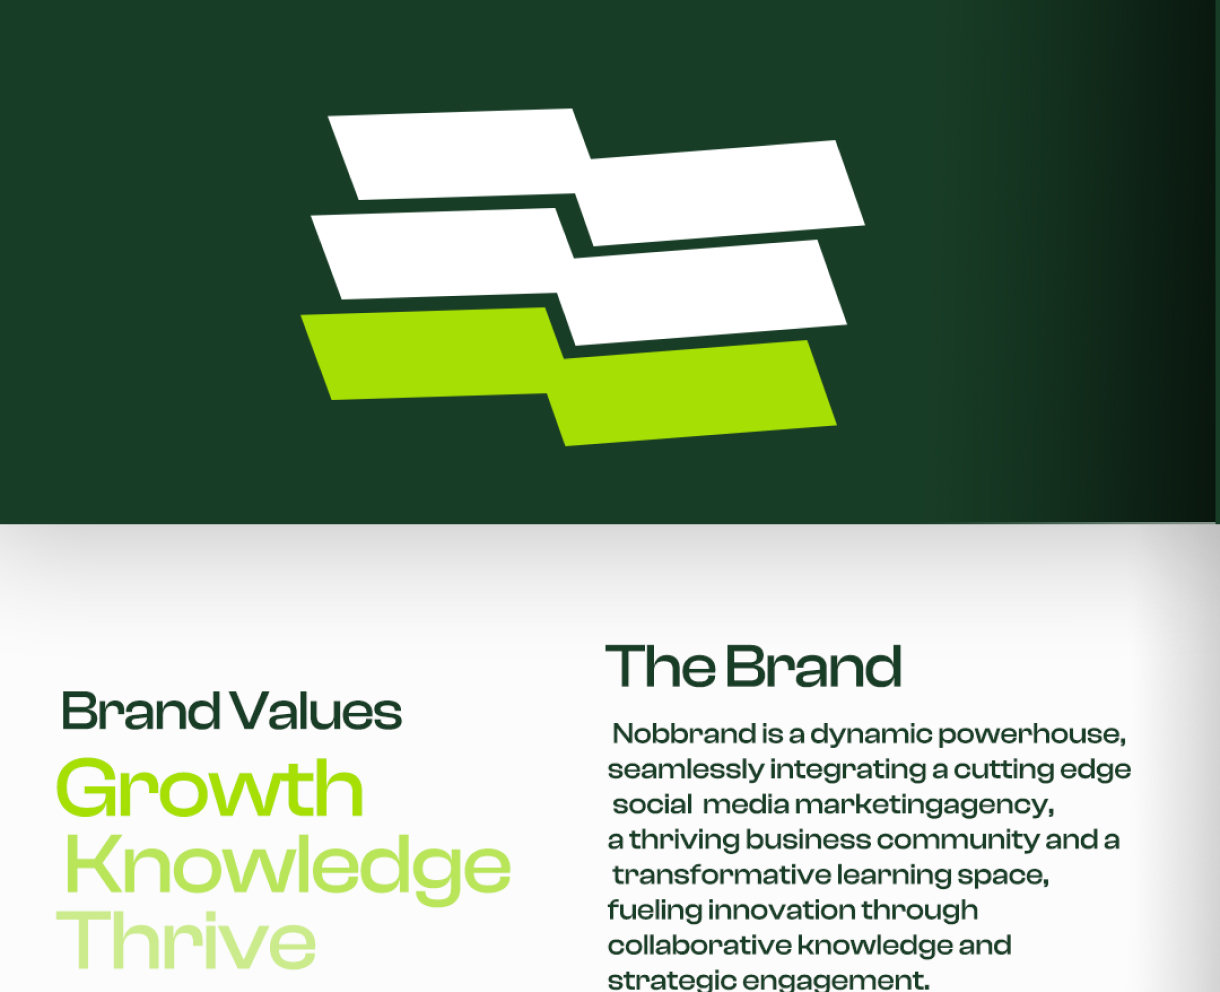 Brand Values
Growth
Knowledge
Thrive
The Brand
Nobbrand is a dynamic powerhouse,
seamlessly integrating a cutting edge
social media marketingagency,
a thriving business community and a
transformative learning space,
fueling innovation through
collaborative knowledge and
strategic engagement.